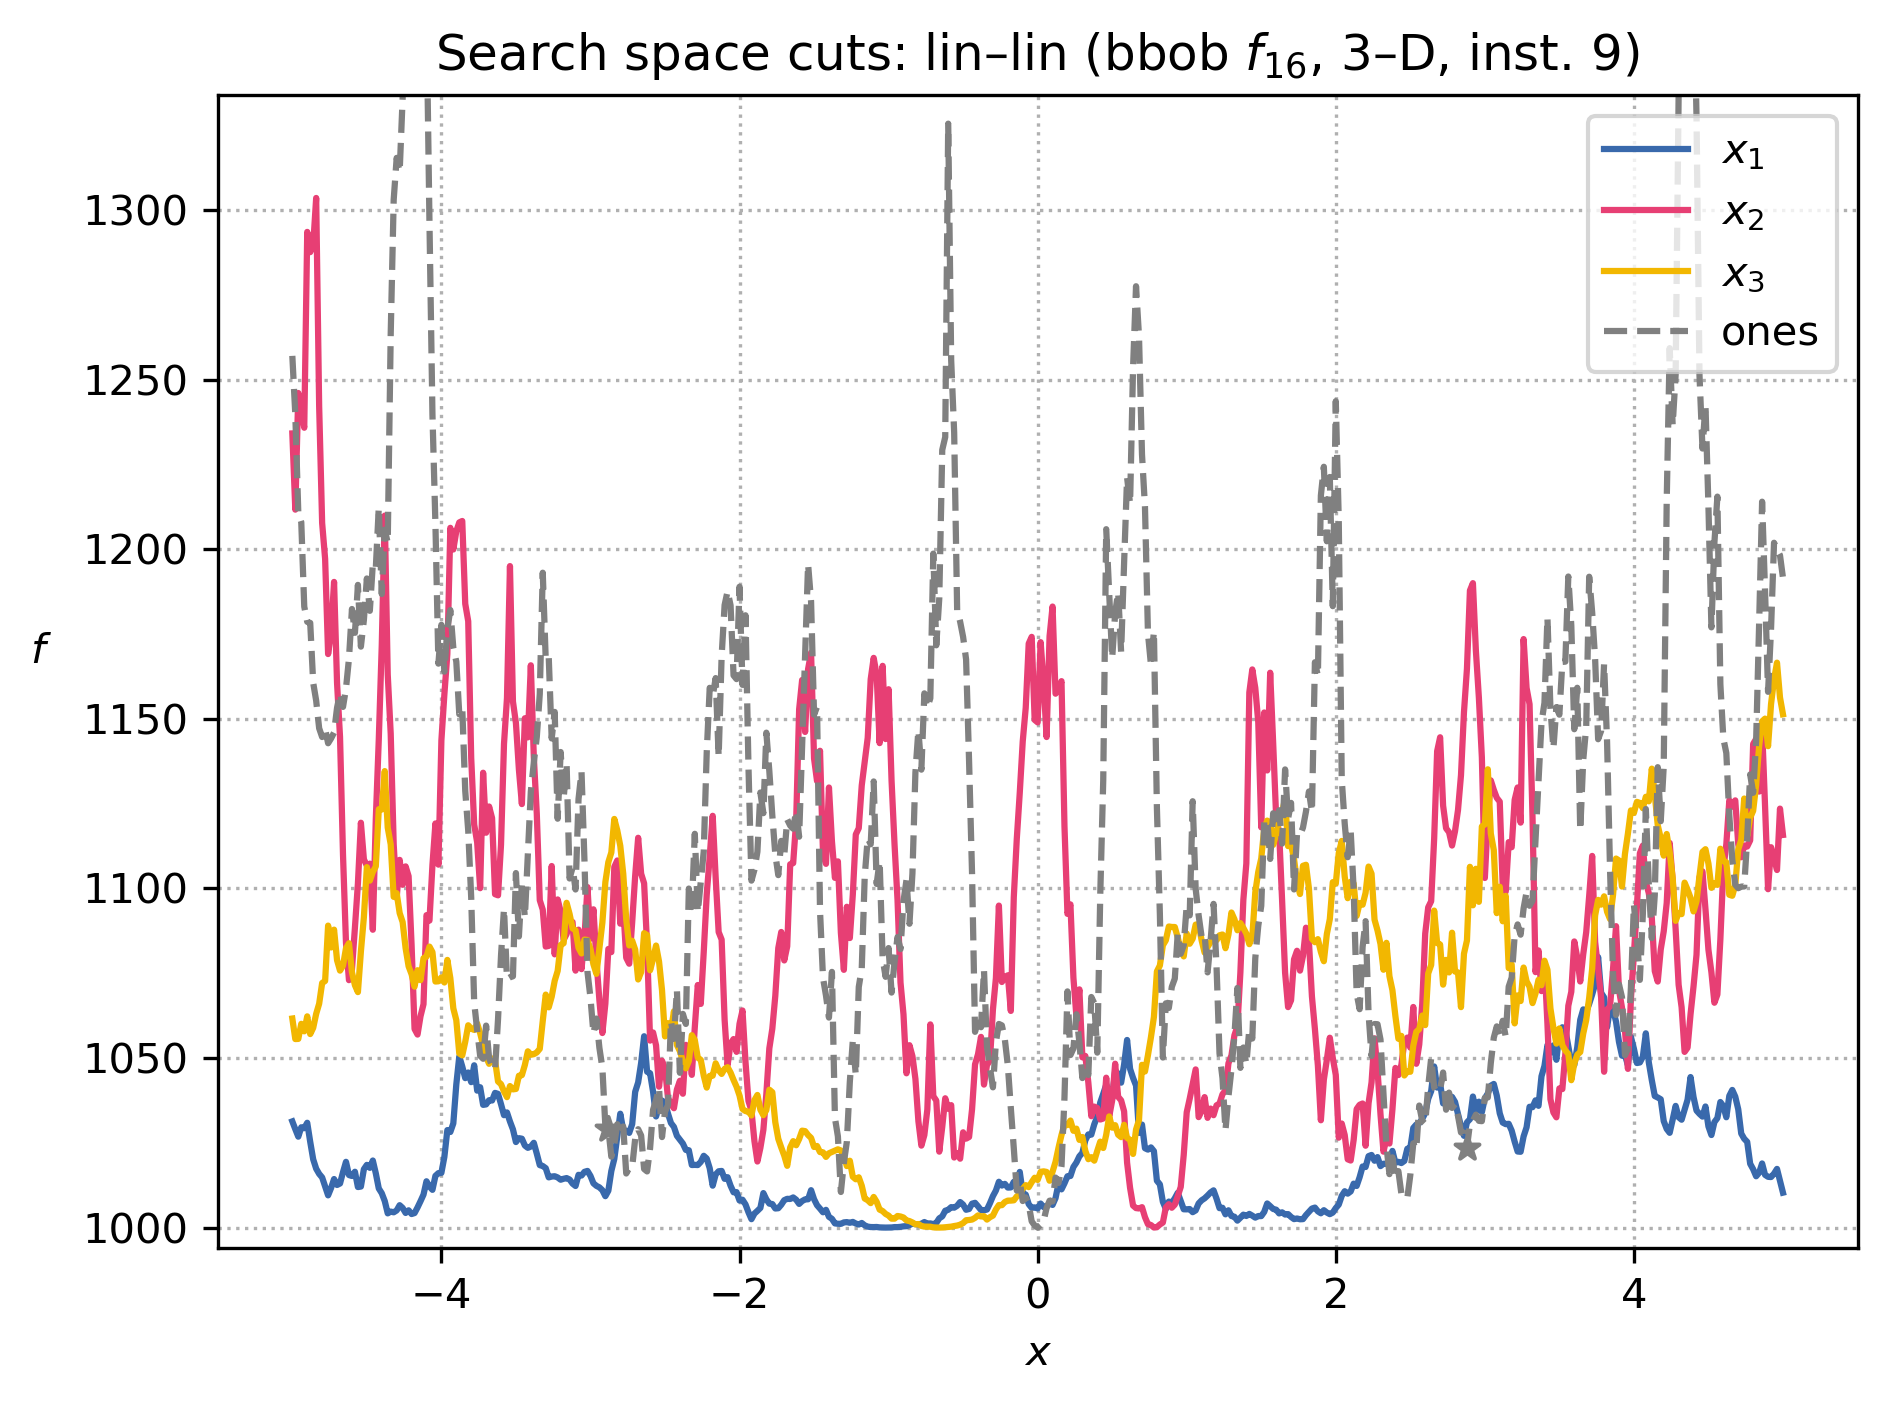 Search space cuts: lin–lin (bbob f₁₆, 3–D, inst. 9)
x₁
x₂
x₃
ones
f
1300
1250
1200
1150
1100
1050
1000
−4 −2 0 2 4
x